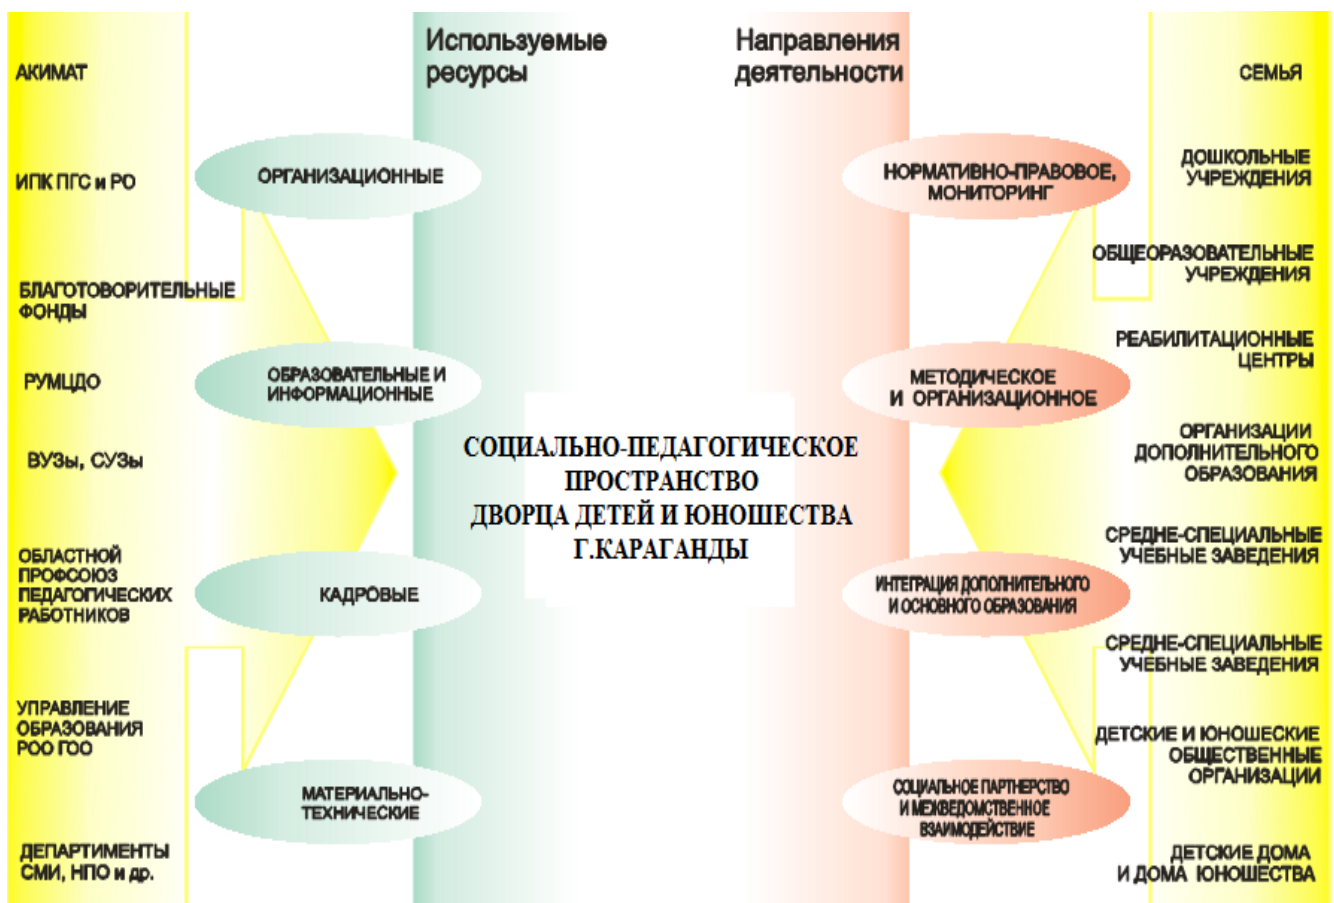 АКИМАТ
ИПК ПГС и РО
БЛАГОТОВОРИТЕЛЬНЫЕ
ФОНДЫ
РУМЦДО
ВУЗы, СУЗы
ОБЛАСТНОЙ
ПРОФСОЮЗ
ПЕДАГОГИЧЕСКИХ
РАБОТНИКОВ
УПРАВЛЕНИЕ
ОБРАЗОВАНИЯ
РОО ГОО
ДЕПАРТИМЕНТЫ
СМИ, НПО и др.
Используемые
ресурсы
ОРГАНИЗАЦИОННЫЕ
ОБРАЗОВАТЕЛЬНЫЕ И
ИНФОРМАЦИОННЫЕ
КАДРОВЫЕ
МАТЕРИАЛЬНО-
ТЕХНИЧЕСКИЕ
СОЦИАЛЬНО-ПЕДАГОГИЧЕСКОЕ
ПРОСТРАНСТВО
ДВОРЦА ДЕТЕЙ И ЮНОШЕСТВА
Г.КАРАГАНДЫ
Направления
деятельности
НОРМАТИВНО-ПРАВОВОЕ,
МОНИТОРИНГ
МЕТОДИЧЕСКОЕ
И ОРГАНИЗАЦИОННОЕ
ИНТЕГРАЦИЯ ДОПОЛНИТЕЛЬНОГО
И ОСНОВНОГО ОБРАЗОВАНИЯ
СОЦИАЛЬНОЕ ПАРТНЕРСТВО
И МЕЖВЕДОМСТВЕННОЕ
ВЗАИМОДЕЙСТВИЕ
СЕМЬЯ
ДОШКОЛЬНЫЕ
УЧРЕЖДЕНИЯ
ОБЩЕОРАЗОВАТЕЛЬНЫЕ
УЧРЕЖДЕНИЯ
РЕАБИЛИТАЦИОННЫЕ
ЦЕНТРЫ
ОРГАНИЗАЦИИ
ДОПОЛНИТЕЛЬНОГО
ОБРАЗОВАНИЯ
СРЕДНЕ-СПЕЦИАЛЬНЫЕ
УЧЕБНЫЕ ЗАВЕДЕНИЯ
СРЕДНЕ-СПЕЦИАЛЬНЫЕ
УЧЕБНЫЕ ЗАВЕДЕНИЯ
ДЕТСКИЕ И ЮНОШЕСКИЕ
ОБЩЕСТВЕННЫЕ
ОРГАНИЗАЦИИ
ДЕТСКИЕ ДОМА
И ДОМА ЮНОШЕСТВА